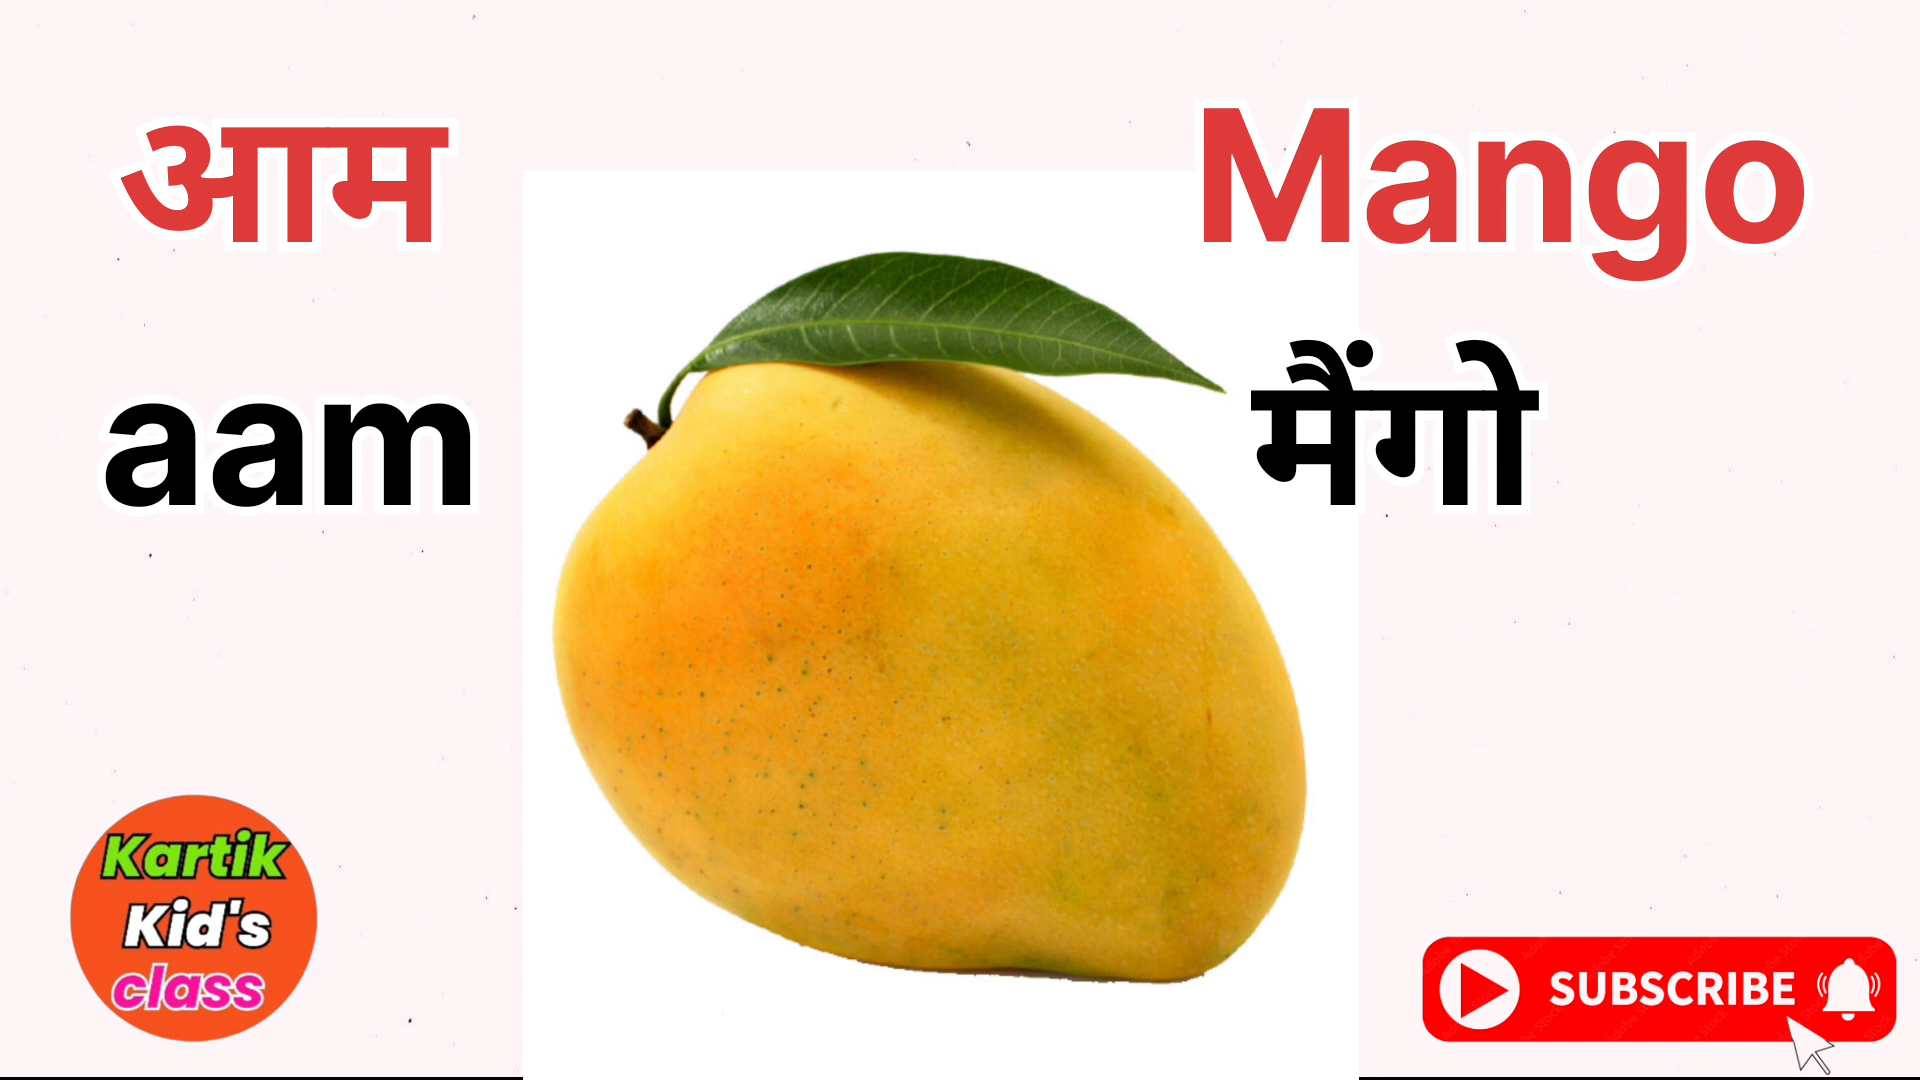 आम
aam
Mango
मैंगो
Kartik
Kid's
class
SUBSCRIBE